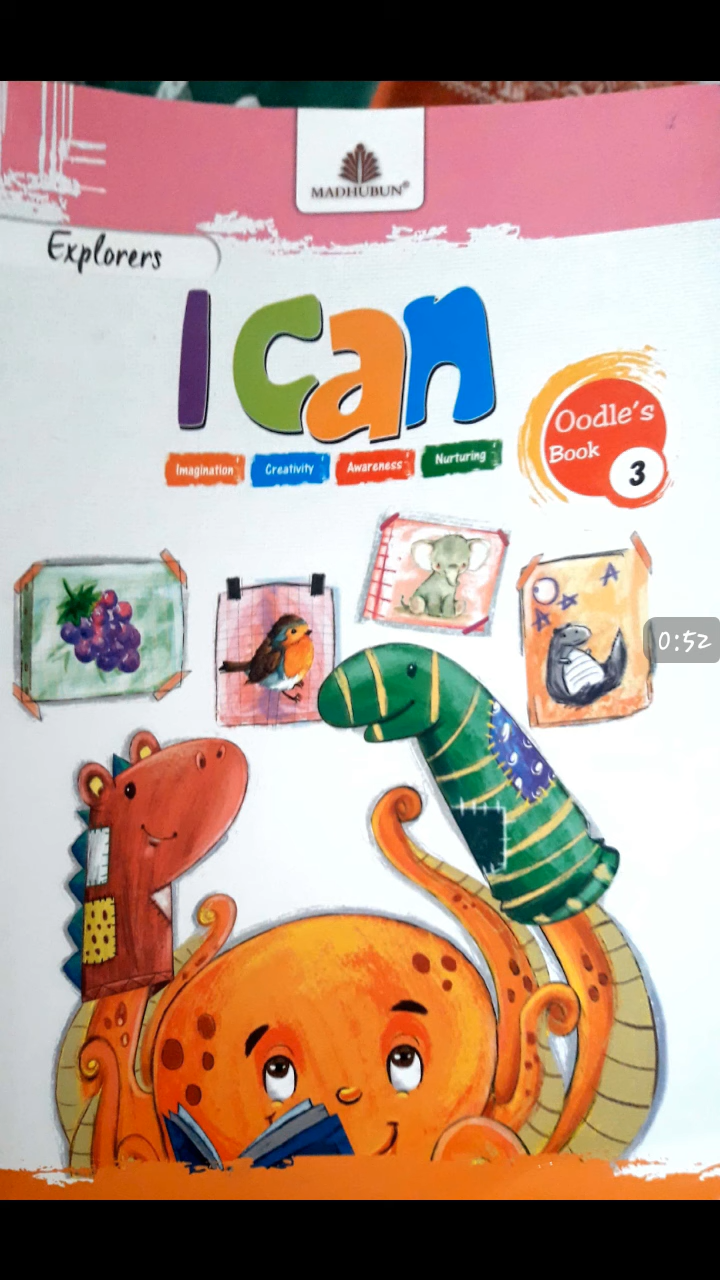 MADHUBUN®
Explorers
I Can
Imagination Creativity Awareness Nurturing
Oodle's
Book 3
0:52